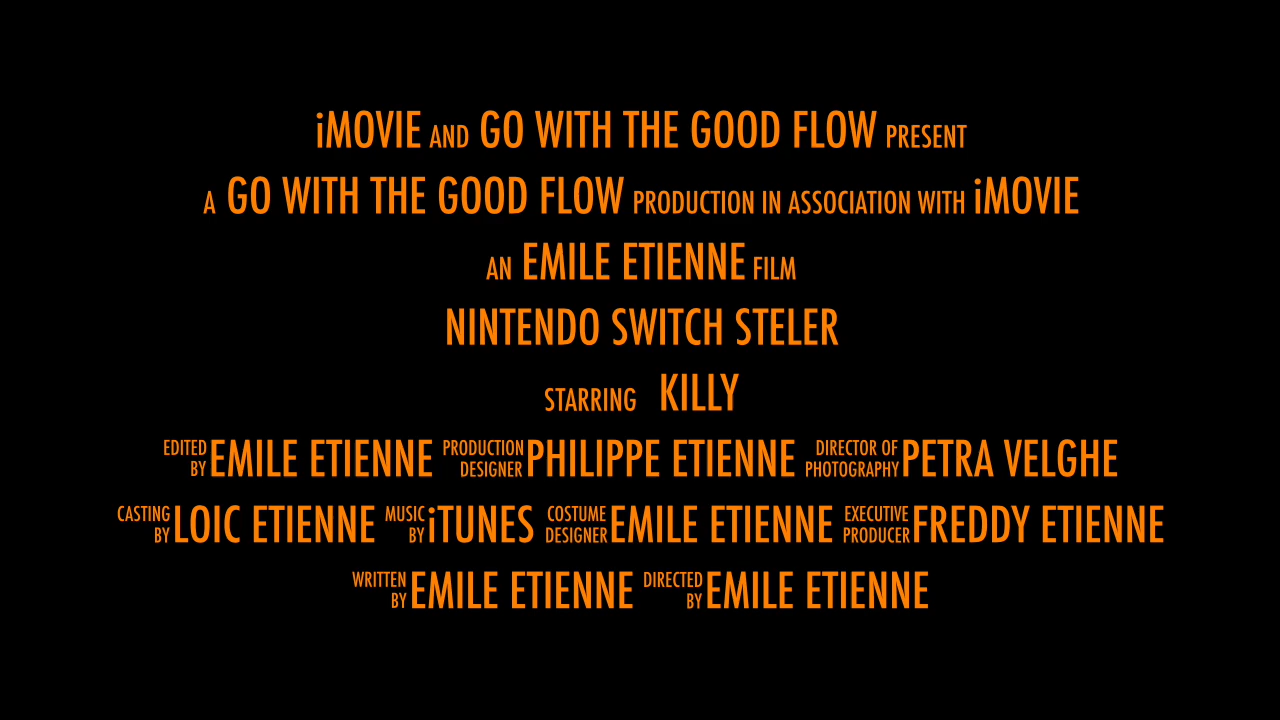 iMOVIE AND GO WITH THE GOOD FLOW PRESENT
A GO WITH THE GOOD FLOW PRODUCTION IN ASSOCIATION WITH iMOVIE
AN EMILE ETIENNE FILM
NINTENDO SWITCH STELER
STARRING KILLY
EDITED BY EMILE ETIENNE PRODUCTION DESIGNER PHILIPPE ETIENNE DIRECTOR OF PHOTOGRAPHY PETRA VELGHE
CASTING BY LOIC ETIENNE MUSIC BY iTUNES COSTUME DESIGNER EMILE ETIENNE EXECUTIVE PRODUCER FREDDY ETIENNE
WRITTEN BY EMILE ETIENNE DIRECTED BY EMILE ETIENNE